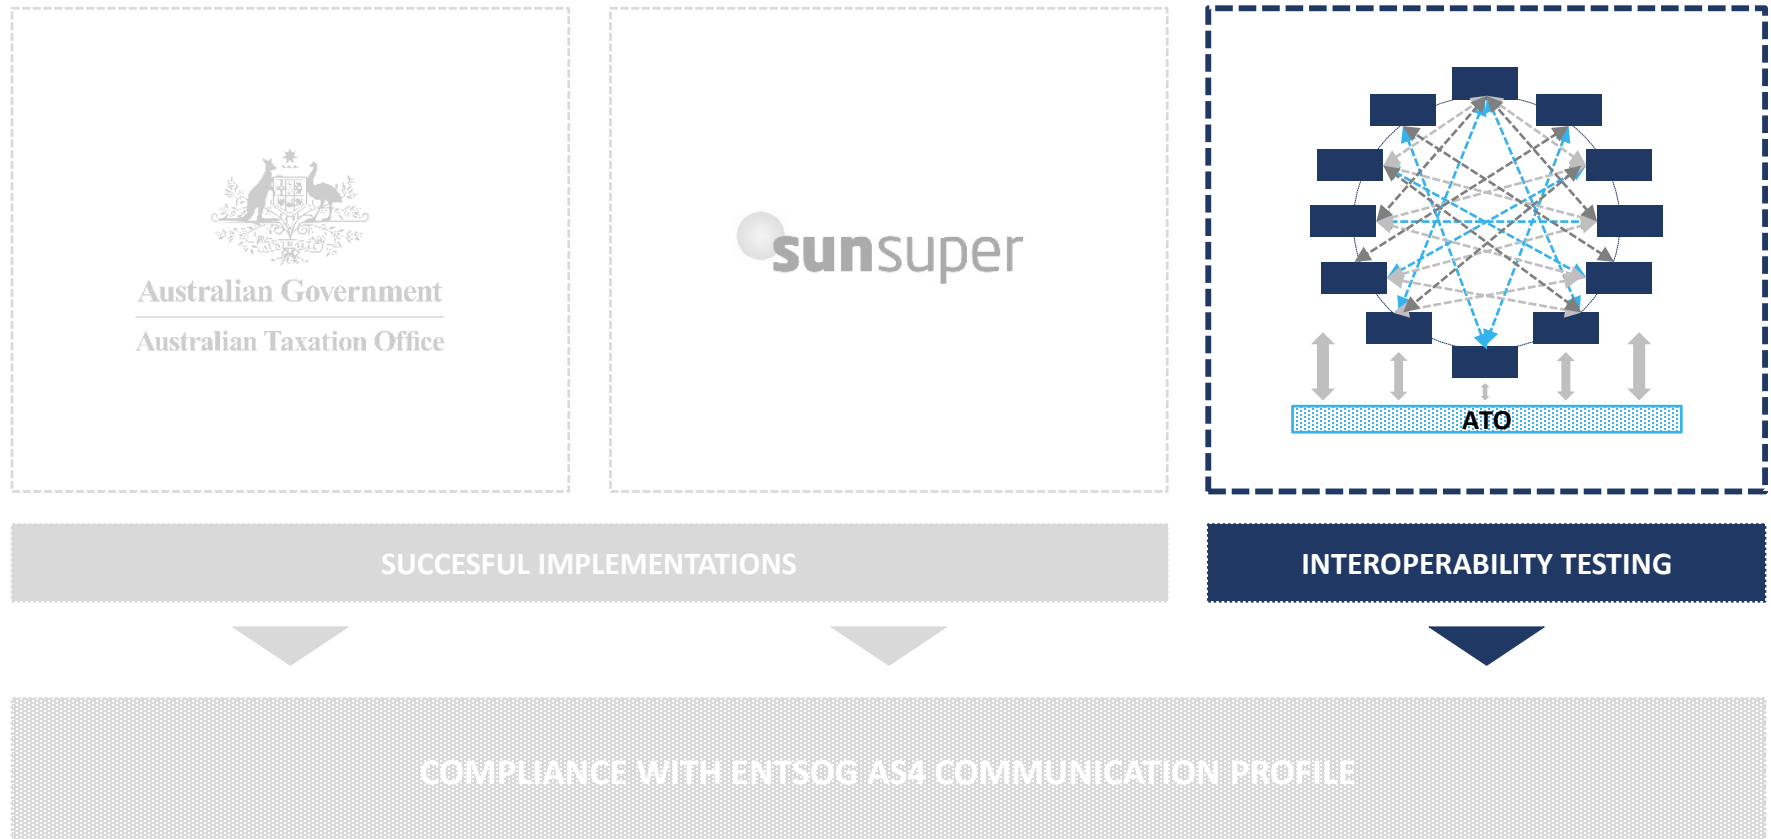 Australian Government
Australian Taxation Office
sunsuper
ATO
SUCCESFUL IMPLEMENTATIONS
INTEROPERABILITY TESTING
COMPLIANCE WITH ENTSOG AS4 COMMUNICATION PROFILE